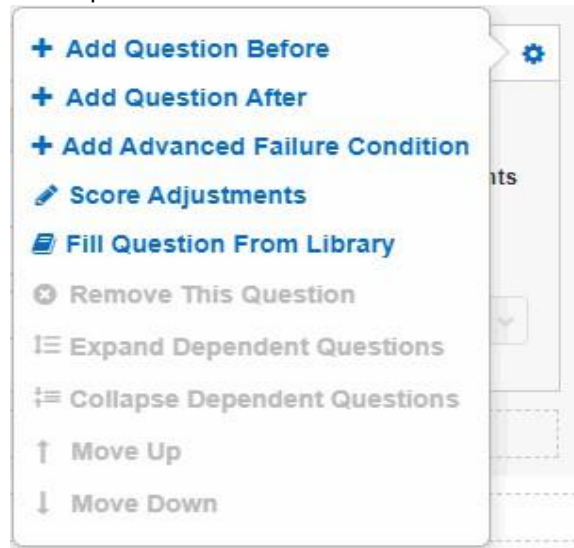 Add Question Before
Add Question After
Add Advanced Failure Condition
nts
Score Adjustments
Fill Question From Library
Remove This Question
Expand Dependent Questions
Collapse Dependent Questions
Move Up
Move Down